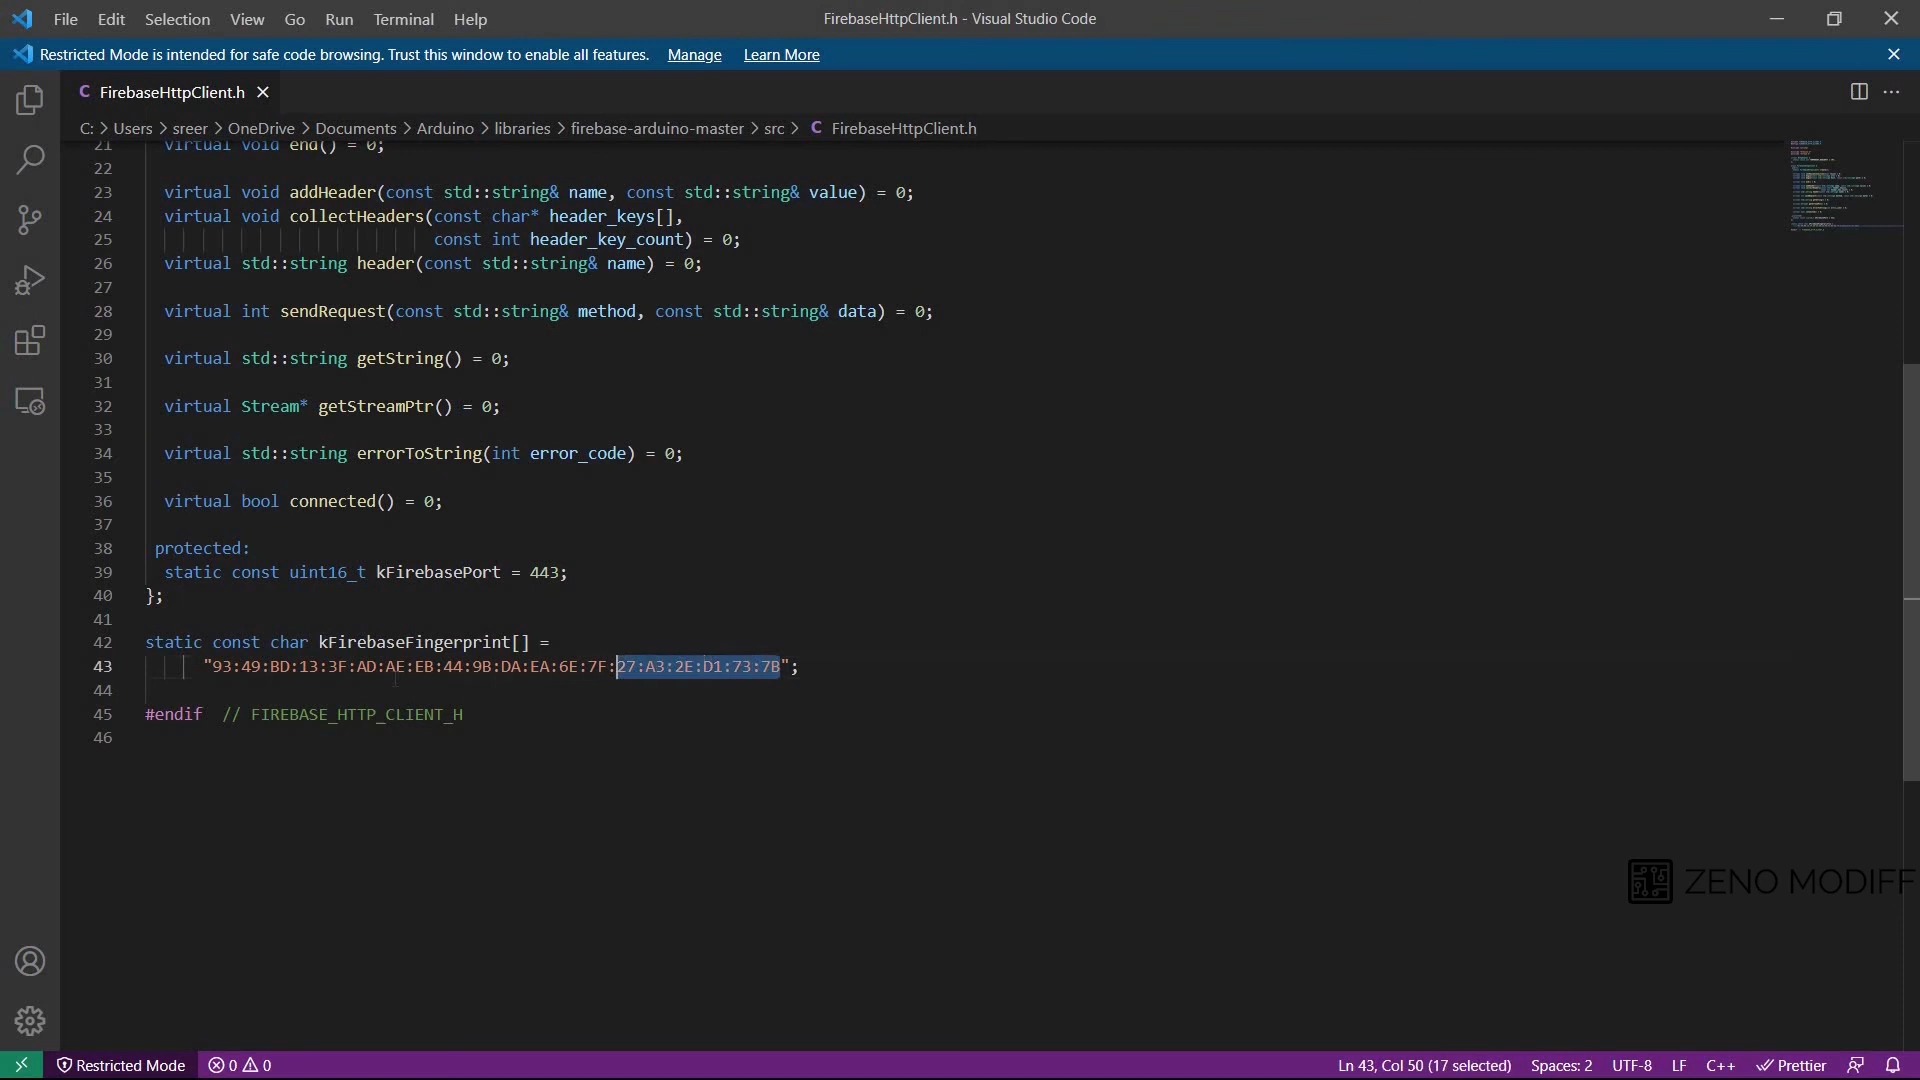 File Edit Selection View Go Run Terminal Help FirebaseHttpClient.h - Visual Studio Code
Restricted Mode is intended for safe code browsing. Trust this window to enable all features. Manage Learn More
C FirebaseHttpClient.h
C: > Users > sreer > OneDrive > Documents > Arduino > libraries > firebase-arduino-master > src > C FirebaseHttpClient.h
21 virtual void end() = 0;
22
23 virtual void addHeader(const std::string& name, const std::string& value) = 0;
24 virtual void collectHeaders(const char* header_keys[],
25 const int header_key_count) = 0;
26 virtual std::string header(const std::string& name) = 0;
27
28 virtual int sendRequest(const std::string& method, const std::string& data) = 0;
29
30 virtual std::string getString() = 0;
31
32 virtual Stream* getStreamPtr() = 0;
33
34 virtual std::string errorToString(int error_code) = 0;
35
36 virtual bool connected() = 0;
37
38 protected:
39 static const uint16_t kFirebasePort = 443;
40 };
41
42 static const char kFirebaseFingerprint[] =
43 "93:49:BD:13:3F:AD:AE:EB:44:9B:DA:EA:6E:7F:27:A3:2E:D1:73:7B";
44
45 #endif // FIREBASE_HTTP_CLIENT_H
46
ZENO MODIFF
Restricted Mode 0 0 Ln 43, Col 50 (17 selected) Spaces: 2 UTF-8 LF C++ Prettier